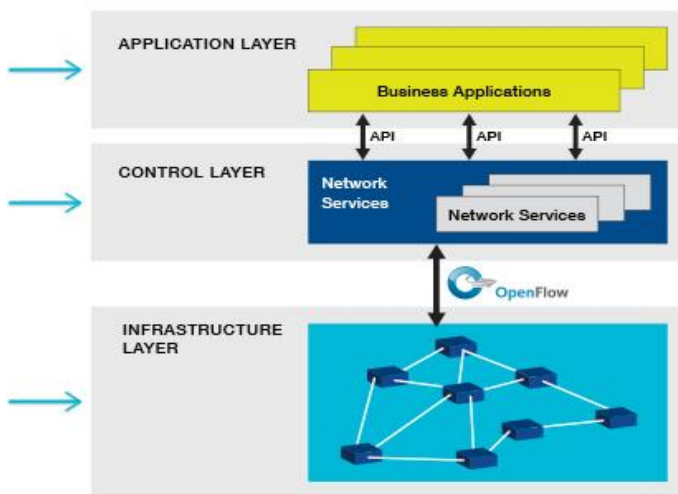 APPLICATION LAYER
Business Applications
API
API
API
CONTROL LAYER
Network
Services
Network Services
OpenFlow
INFRASTRUCTURE
LAYER